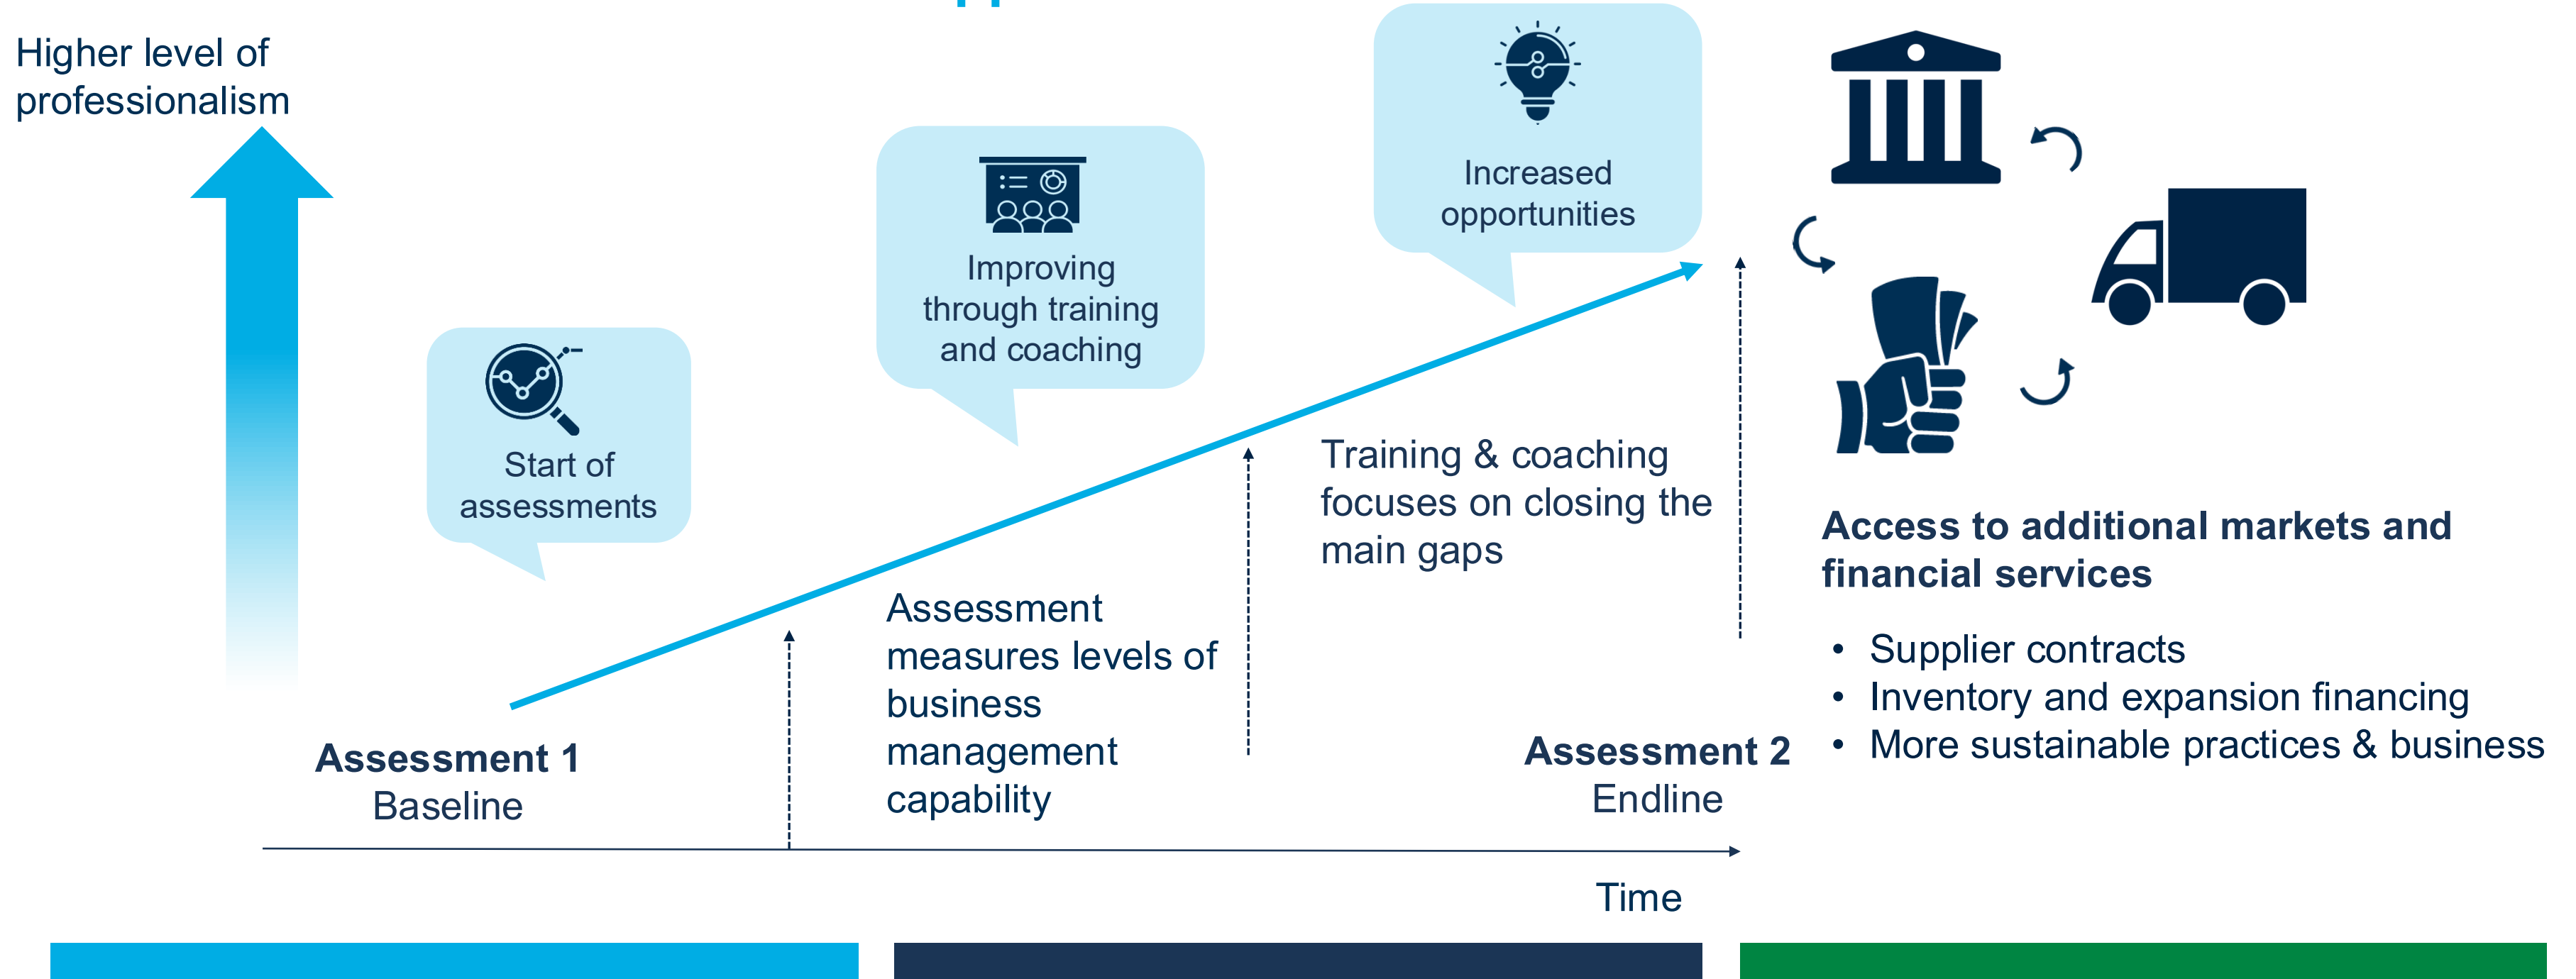 Higher level of
professionalism
Start of
assessments
Improving
through training
and coaching
Increased
opportunities
Assessment 1
Baseline
Assessment
measures levels of
business
management
capability
Training & coaching
focuses on closing the
main gaps
Assessment 2
Endline
Time
Access to additional markets and
financial services
• Supplier contracts
• Inventory and expansion financing
• More sustainable practices & business